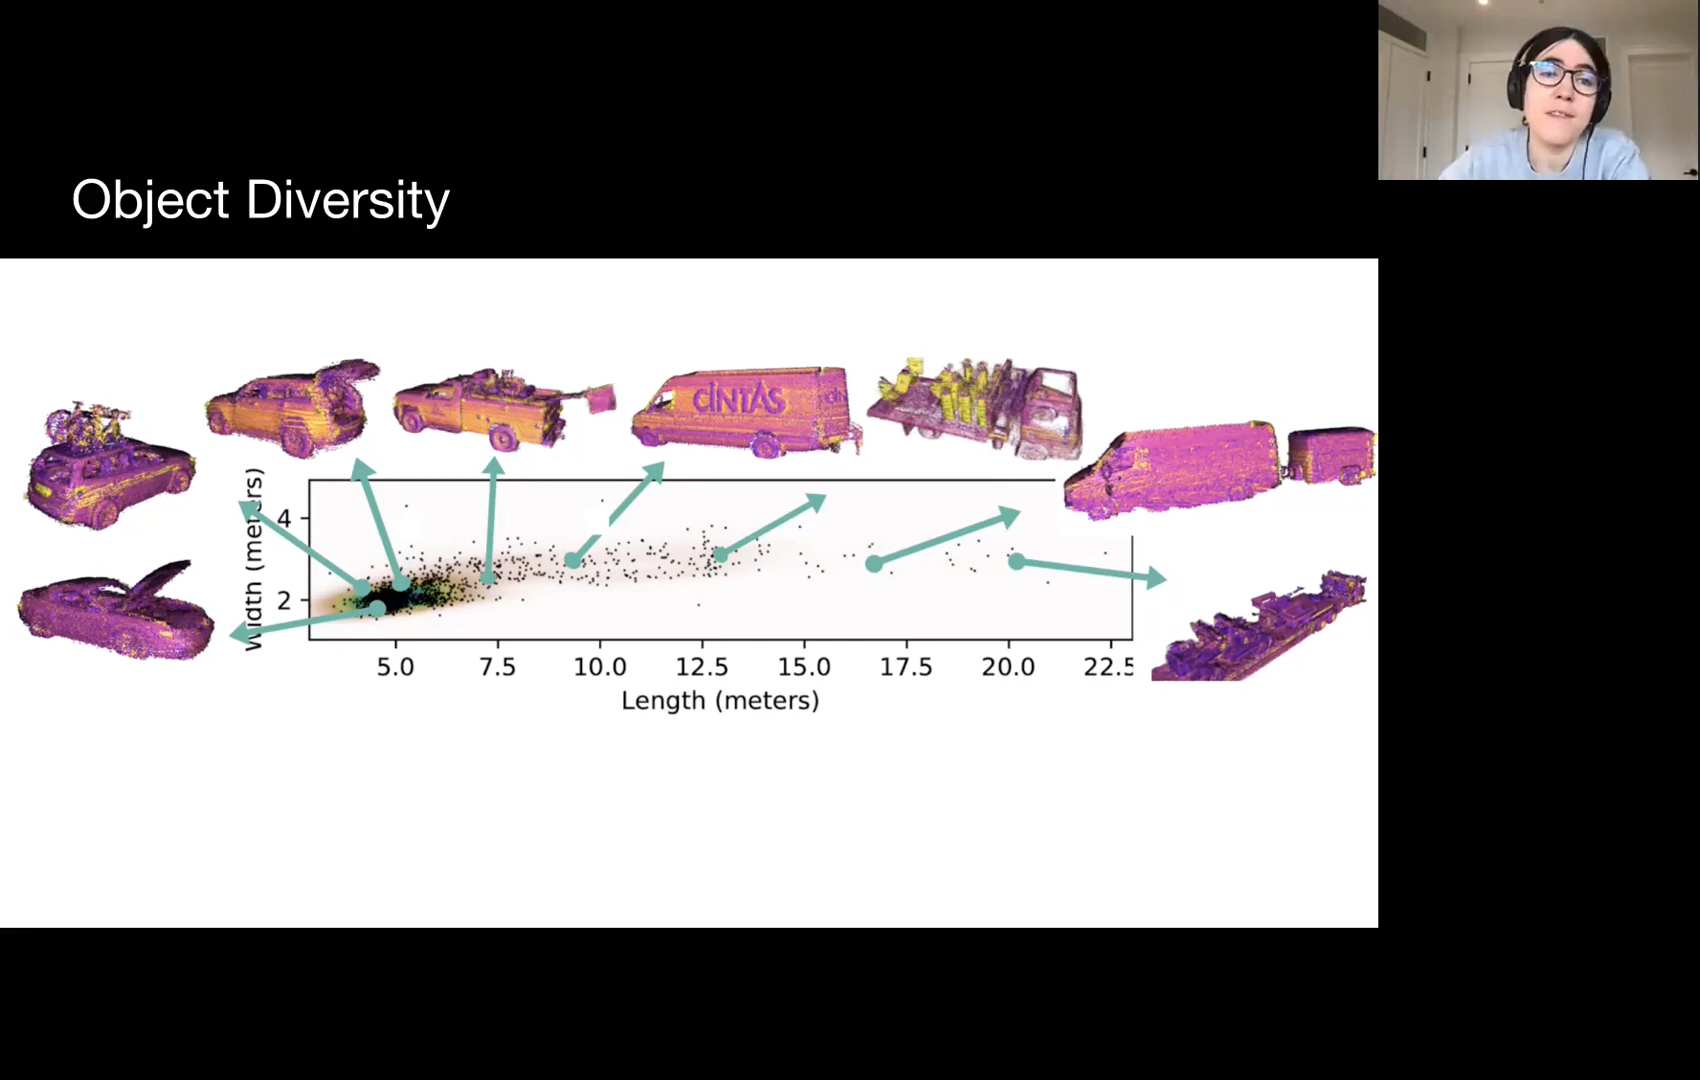 Object Diversity
CINTAS
Width (meters)
4
2
5.0 7.5 10.0 12.5 15.0 17.5 20.0 22.5
Length (meters)